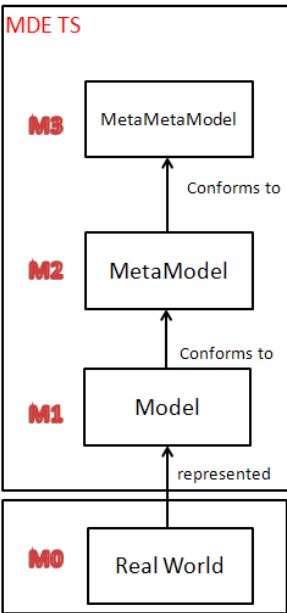 MDE TS
M3
MetaMetaModel
Conforms to
M2
MetaModel
Conforms to
M1
Model
represented
M0
Real World